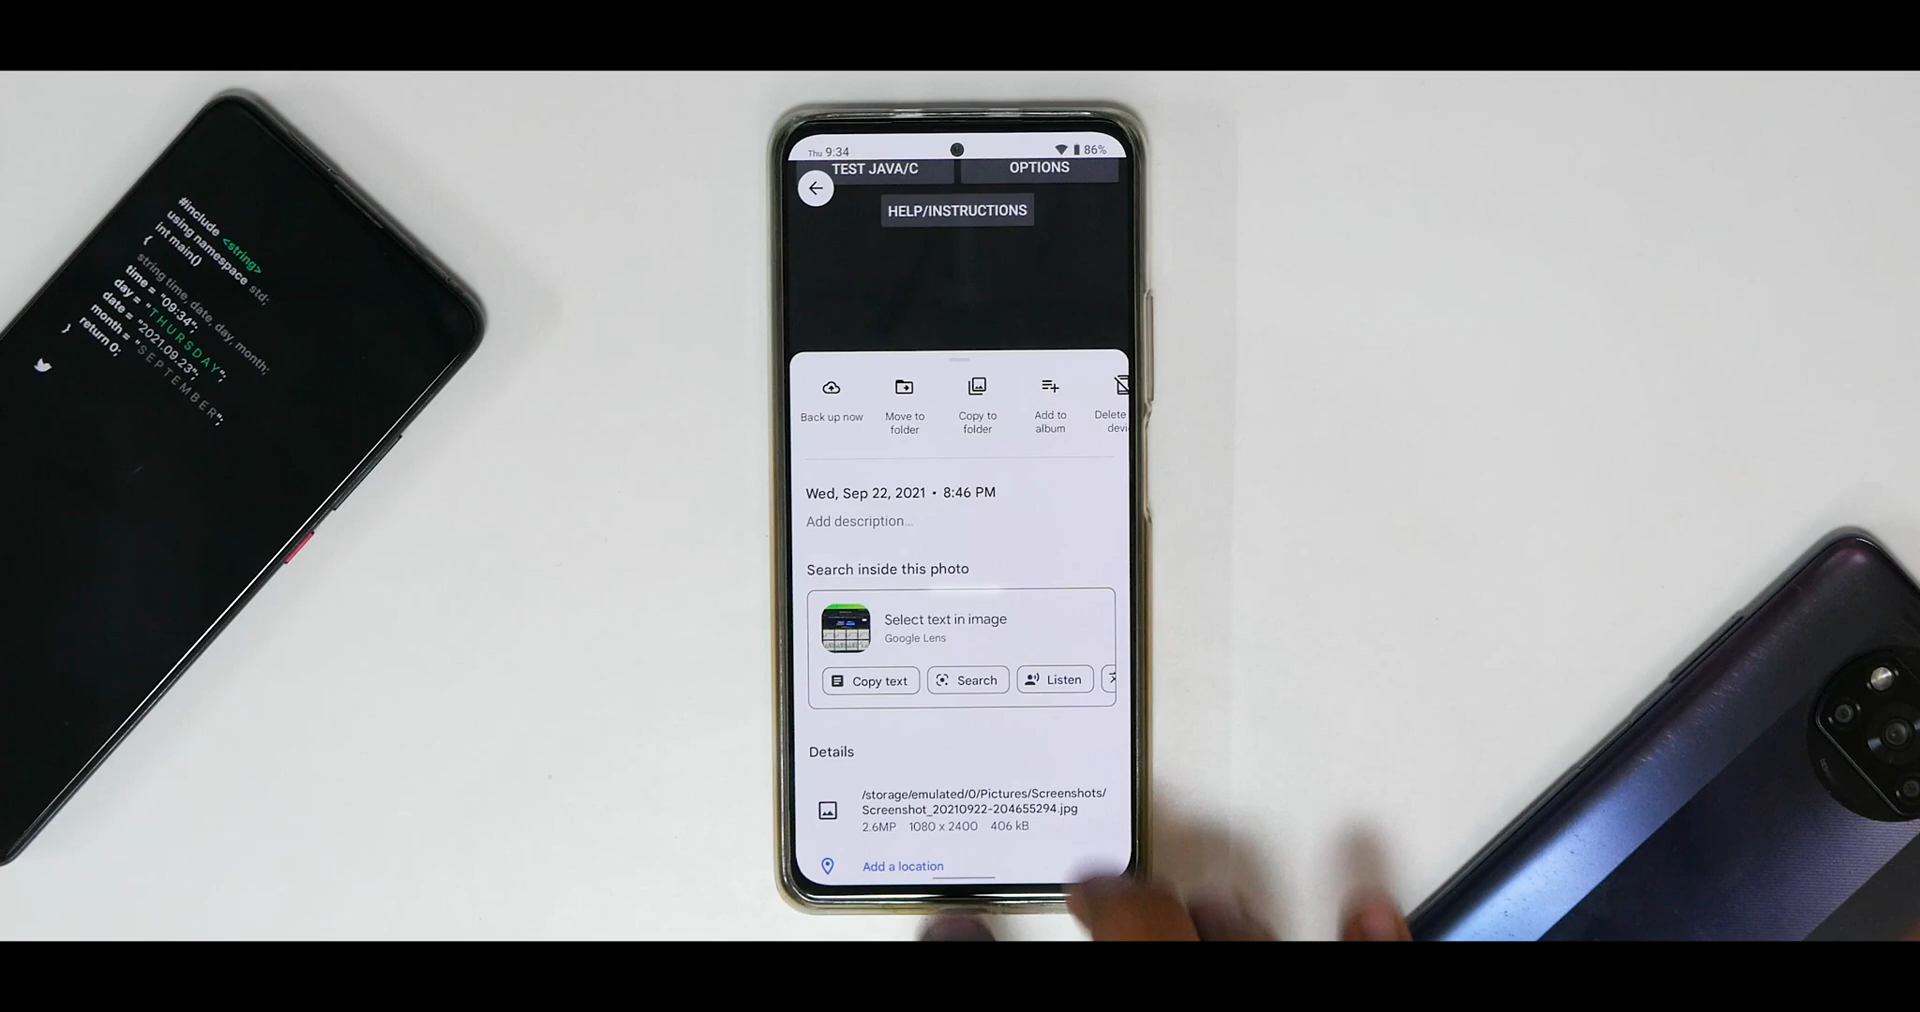 #include <string>
using namespace std;
int main()
{
string time, date, day, month;
time = "09:34";
day = "THURSDAY";
date = "2021.09.23";
month = "SEPTEMBER";
return 0;
}
Thu 9:34
86%
TEST JAVA/C
OPTIONS
HELP/INSTRUCTIONS
Back up now
Move to
folder
Copy to
folder
Add to
album
Delete
Wed, Sep 22, 2021 • 8:46 PM
Add description...
Search inside this photo
Select text in image
Google Lens
Copy text
Search
Listen
Details
/storage/emulated/0/Pictures/Screenshots/
Screenshot_20210922-204655294.jpg
2.6MP 1080 x 2400 406 kB
Add a location